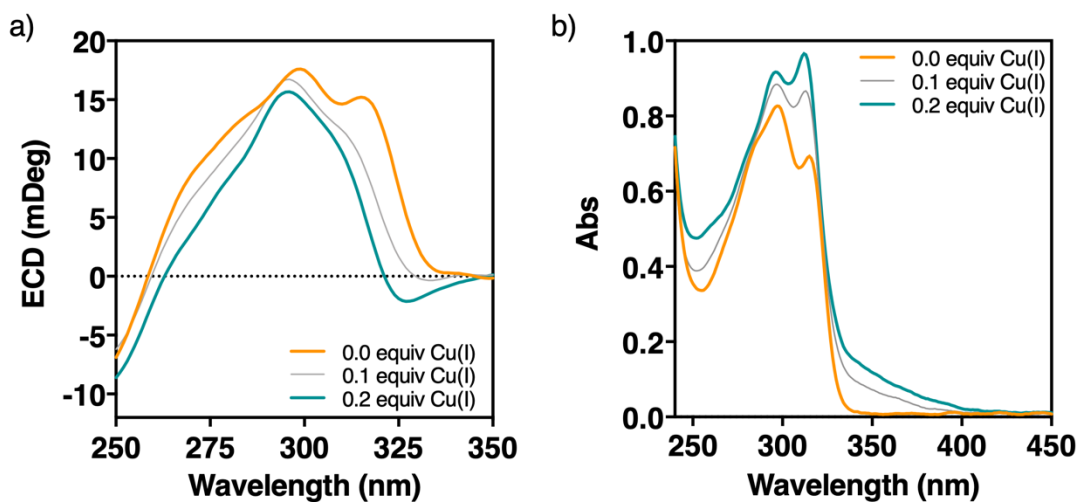 a)
20
15
10
5
0
-5
-10
ECD (mDeg)
0.0 equiv Cu(I)
0.1 equiv Cu(I)
0.2 equiv Cu(I)
250 275 300 325 350
Wavelength (nm)
b)
1.0
0.8
0.6
0.4
0.2
0.0
Abs
0.0 equiv Cu(I)
0.1 equiv Cu(I)
0.2 equiv Cu(I)
250 300 350 400 450
Wavelength (nm)